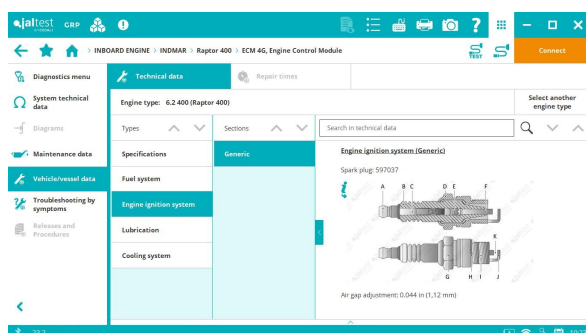 jaltest GRP
INBOARD ENGINE > INDMAR > Raptor 400 > ECM 4G, Engine Control Module
TEST
Connect
Diagnostics menu
System technical data
Diagrams
Maintenance data
Vehicle/vessel data
Troubleshooting by symptoms
Releases and Procedures
Technical data
Repair times
Engine type: 6.2 400 (Raptor 400)
Select another engine type
Types
Sections
Search in technical data
Specifications
Fuel system
Engine ignition system
Lubrication
Cooling system
Generic
Engine ignition system (Generic)
Spark plug: 597037
A B C D E F
K
G H I J
Air gap adjustment: 0.044 in (1,12 mm)
23.2